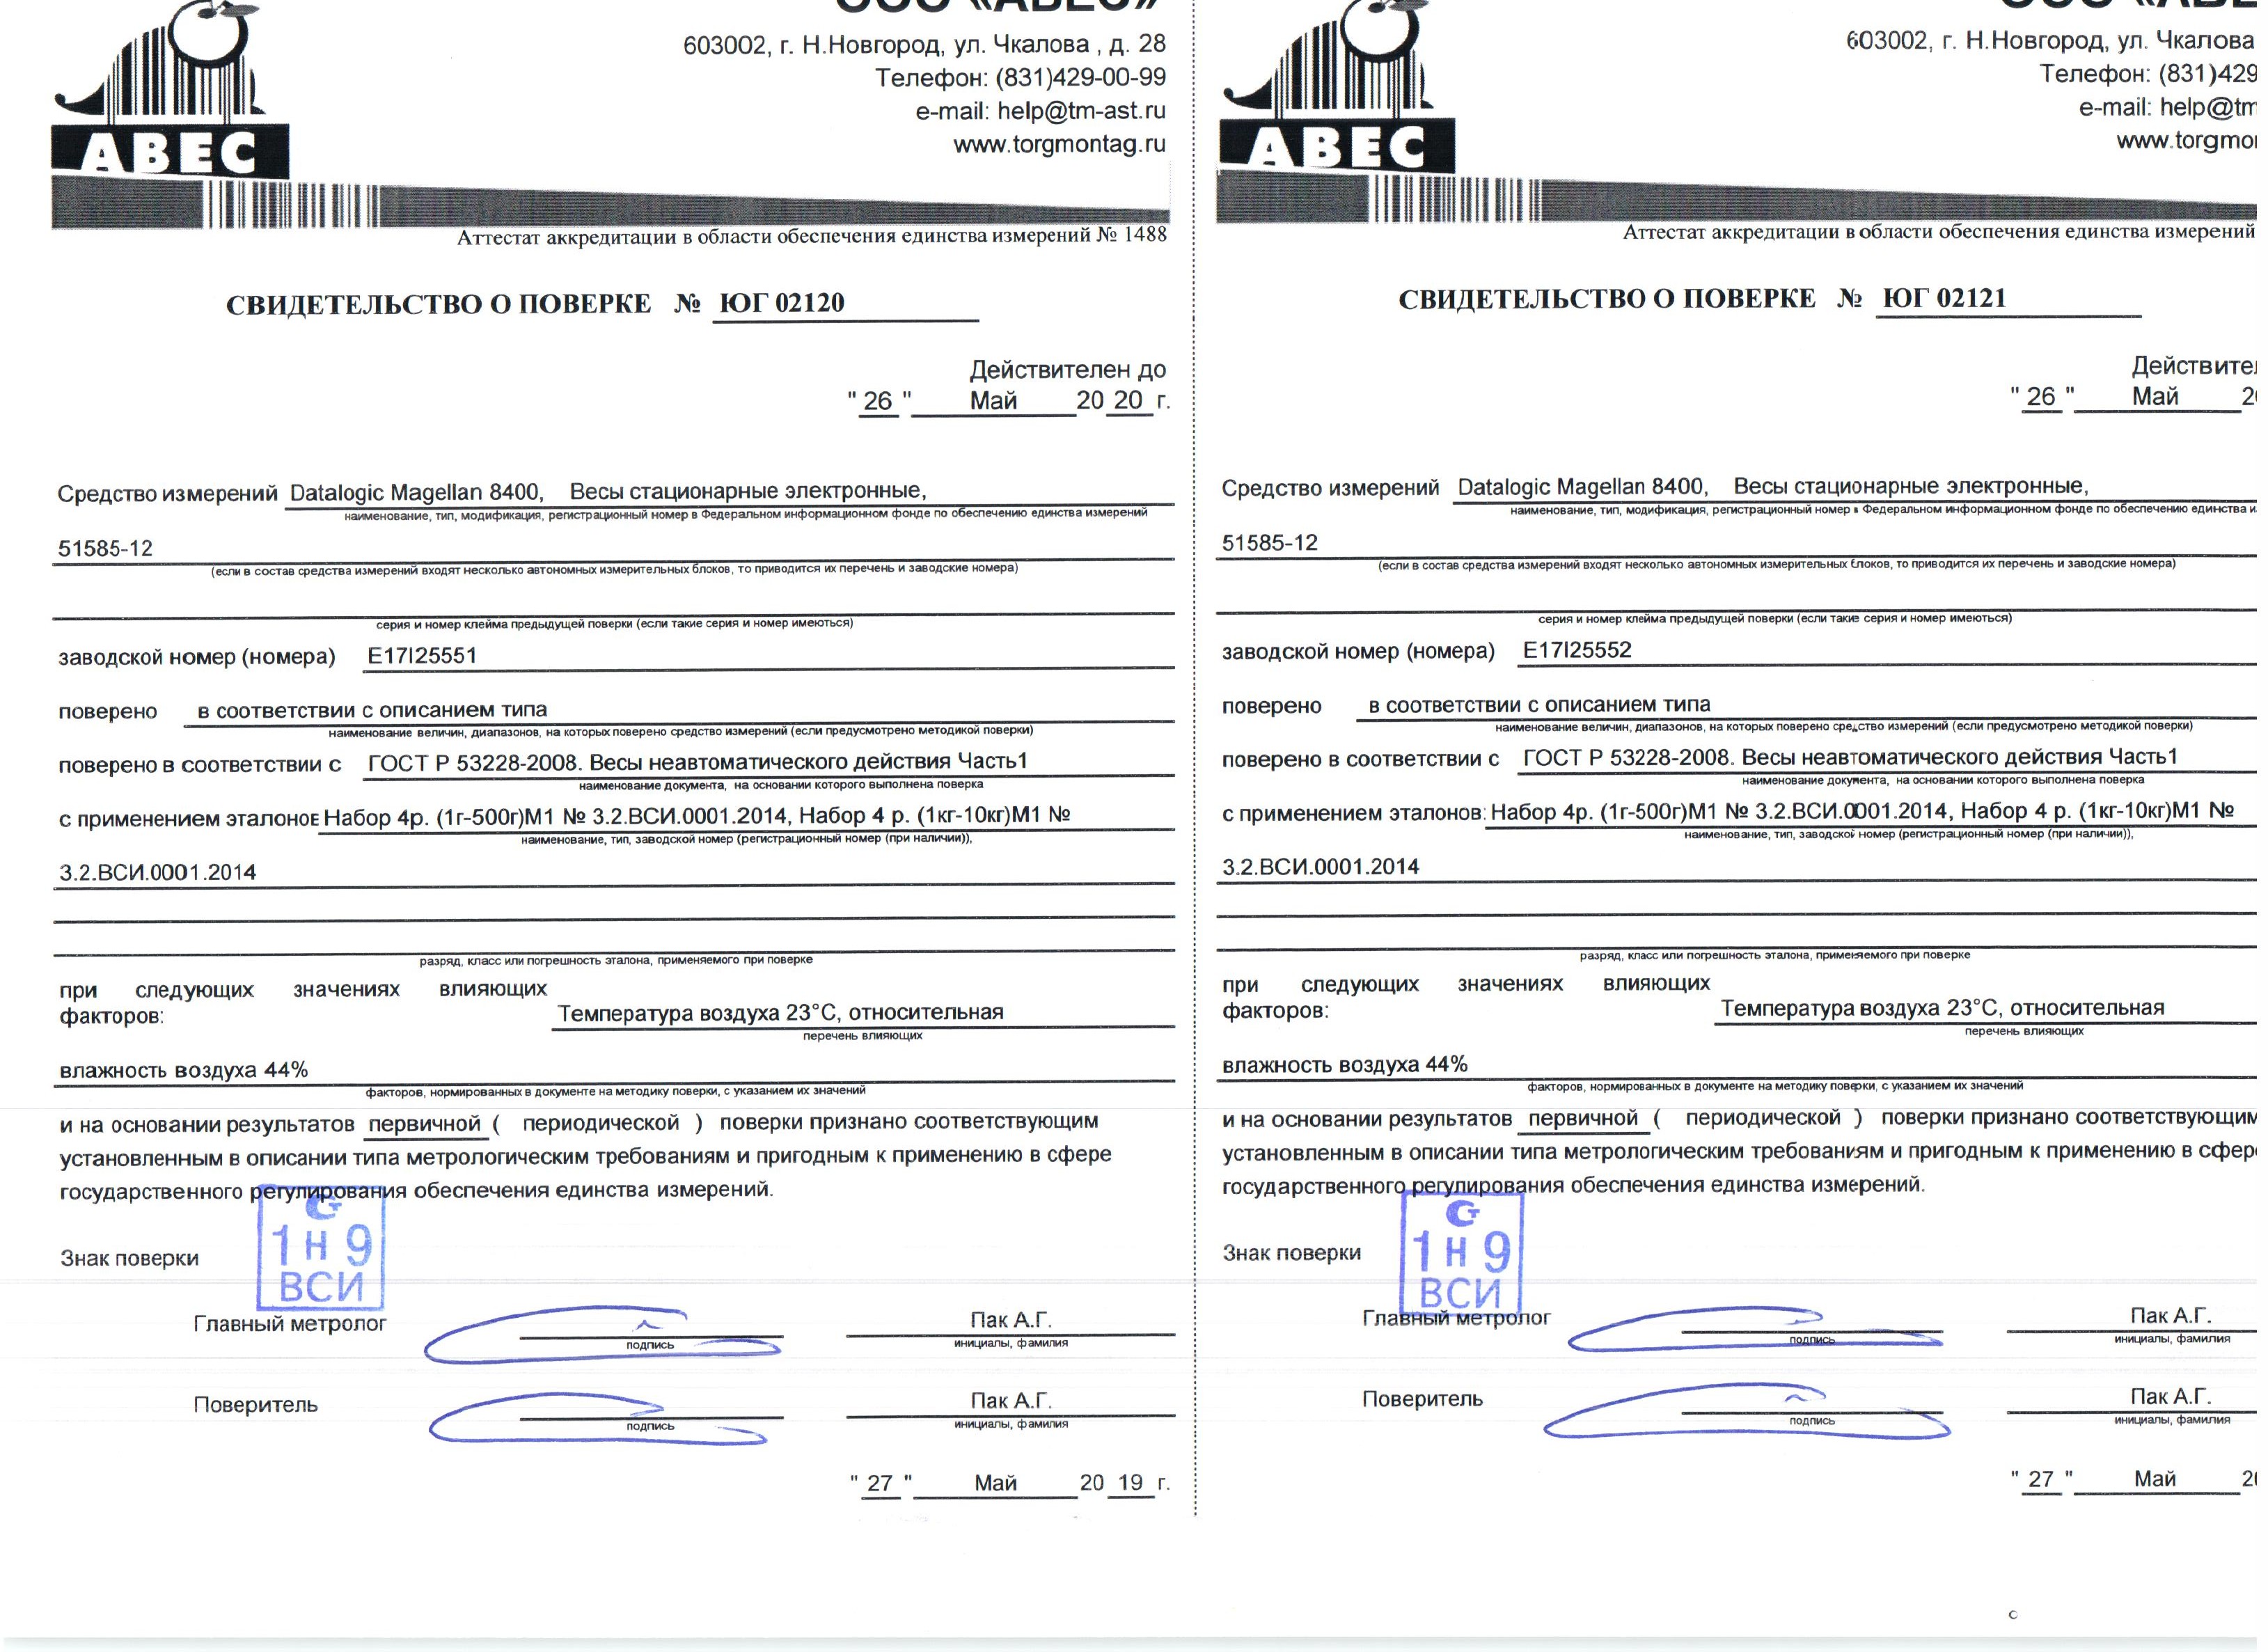 ООО «АВЕС»
603002, г. Н.Новгород, ул. Чкалова , д. 28
Телефон: (831)429-00-99
e-mail: help@tm-ast.ru
www.torgmontag.ru
АВЕС
Аттестат аккредитации в области обеспечения единства измерений № 1488
СВИДЕТЕЛЬСТВО О ПОВЕРКЕ № ЮГ 02120
Действителен до
" 26 " Май 20 20 г.
Средство измерений Datalogic Magellan 8400, Весы стационарные электронные,
наименование, тип, модификация, регистрационный номер в Федеральном информационном фонде по обеспечению единства измерений
51585-12
(если в состав средства измерений входят несколько автономных измерительных блоков, то приводится их перечень и заводские номера)
серия и номер клейма предыдущей поверки (если такие серия и номер имеються)
заводской номер (номера) E17I25551
поверено в соответствии с описанием типа
наименование величин, диапазонов, на которых поверено средство измерений (если предусмотрено методикой поверки)
поверено в соответствии с ГОСТ Р 53228-2008. Весы неавтоматического действия Часть1
наименование документа, на основании которого выполнена поверка
с применением эталонов Набор 4р. (1г-500г)М1 № 3.2.ВСИ.0001.2014, Набор 4 р. (1кг-10кг)М1 №
наименование, тип, заводской номер (регистрационный номер (при наличии)),
3.2.ВСИ.0001.2014
разряд, класс или погрешность эталона, применяемого при поверке
при следующих значениях влияющих
факторов: Температура воздуха 23°С, относительная
перечень влияющих
влажность воздуха 44%
факторов, нормированных в документе на методику поверки, с указанием их значений
и на основании результатов первичной ( периодической ) поверки признано соответствующим
установленным в описании типа метрологическим требованиям и пригодным к применению в сфере
государственного регулирования обеспечения единства измерений.
Знак поверки
1 Н 9
ВСИ
Главный метролог Пак А.Г.
подпись инициалы, фамилия
Поверитель Пак А.Г.
подпись инициалы, фамилия
" 27 " Май 20 19 г.
603002, г. Н.Новгород, ул. Чкалова
Телефон: (831)429
e-mail: help@tm
www.torgmon
АВЕС
Аттестат аккредитации в области обеспечения единства измерений
СВИДЕТЕЛЬСТВО О ПОВЕРКЕ № ЮГ 02121
Действител
" 26 " Май 20
Средство измерений Datalogic Magellan 8400, Весы стационарные электронные,
наименование, тип, модификация, регистрационный номер в Федеральном информационном фонде по обеспечению единства из
51585-12
(если в состав средства измерений входят несколько автономных измерительных блоков, то приводится их перечень и заводские номера)
серия и номер клейма предыдущей поверки (если такие серия и номер имеються)
заводской номер (номера) E17I25552
поверено в соответствии с описанием типа
наименование величин, диапазонов, на которых поверено средство измерений (если предусмотрено методикой поверки)
поверено в соответствии с ГОСТ Р 53228-2008. Весы неавтоматического действия Часть1
наименование документа, на основании которого выполнена поверка
с применением эталонов: Набор 4р. (1г-500г)М1 № 3.2.ВСИ.0001.2014, Набор 4 р. (1кг-10кг)М1 №
наименование, тип, заводской номер (регистрационный номер (при наличии)),
3.2.ВСИ.0001.2014
разряд, класс или погрешность эталона, применяемого при поверке
при следующих значениях влияющих
факторов: Температура воздуха 23°С, относительная
перечень влияющих
влажность воздуха 44%
факторов, нормированных в документе на методику поверки, с указанием их значений
и на основании результатов первичной ( периодической ) поверки признано соответствующим
установленным в описании типа метрологическим требованиям и пригодным к применению в сфере
государственного регулирования обеспечения единства измерений.
Знак поверки
1 Н 9
ВСИ
Главный метролог Пак А.Г.
подпись инициалы, фамилия
Поверитель Пак А.Г.
подпись инициалы, фамилия
" 27 " Май 20